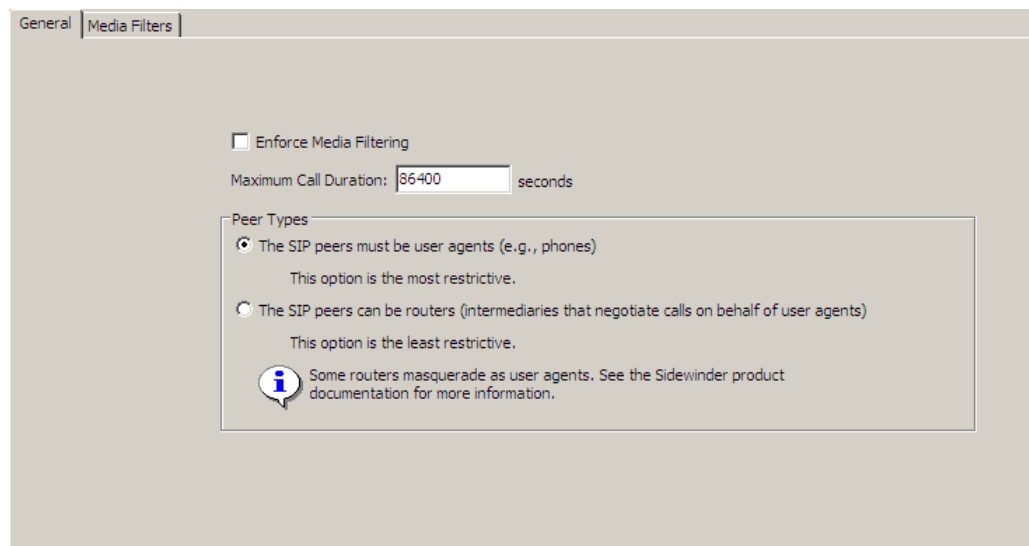 General
Media Filters
Enforce Media Filtering
Maximum Call Duration: 86400 seconds
Peer Types
The SIP peers must be user agents (e.g., phones)
This option is the most restrictive.
The SIP peers can be routers (intermediaries that negotiate calls on behalf of user agents)
This option is the least restrictive.
Some routers masquerade as user agents. See the Sidewinder product
documentation for more information.